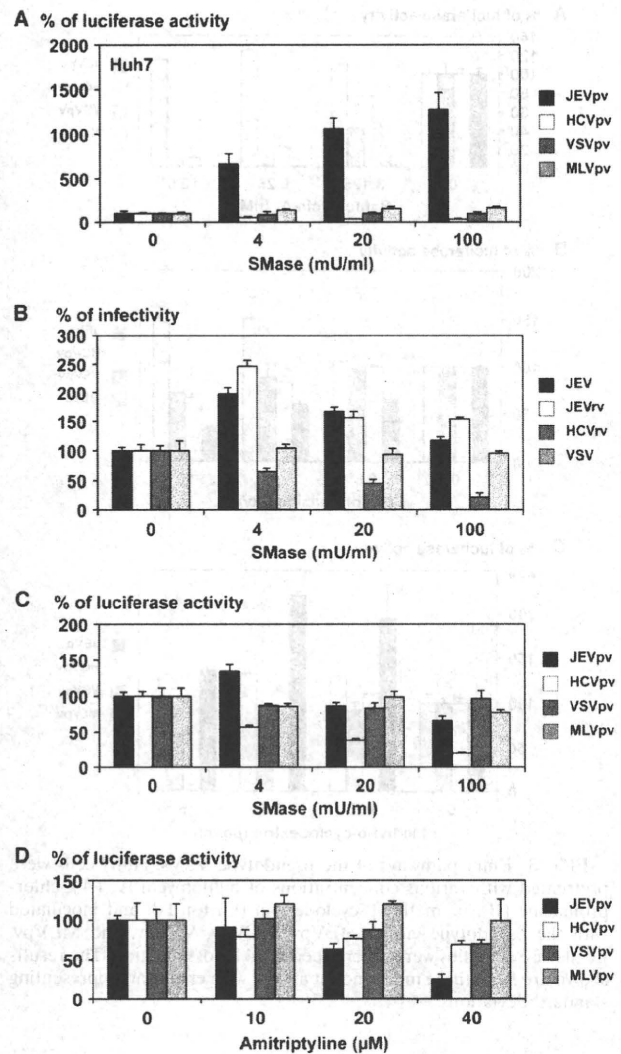 A % of luciferase activity
2000
1500
1000
500
0
Huh7
JEVpv
HCVpv
VSVpv
MLVpv
0 4 20 100
SMase (mU/ml)
B % of infectivity
300
250
200
150
100
50
0
JEV
JEVrv
HCVrv
VSV
0 4 20 100
SMase (mU/ml)
C % of luciferase activity
200
150
100
50
0
JEVpv
HCVpv
VSVpv
MLVpv
0 4 20 100
SMase (mU/ml)
D % of luciferase activity
150
100
50
0
JEVpv
HCVpv
VSVpv
MLVpv
0 10 20 40
Amitriptyline (μM)